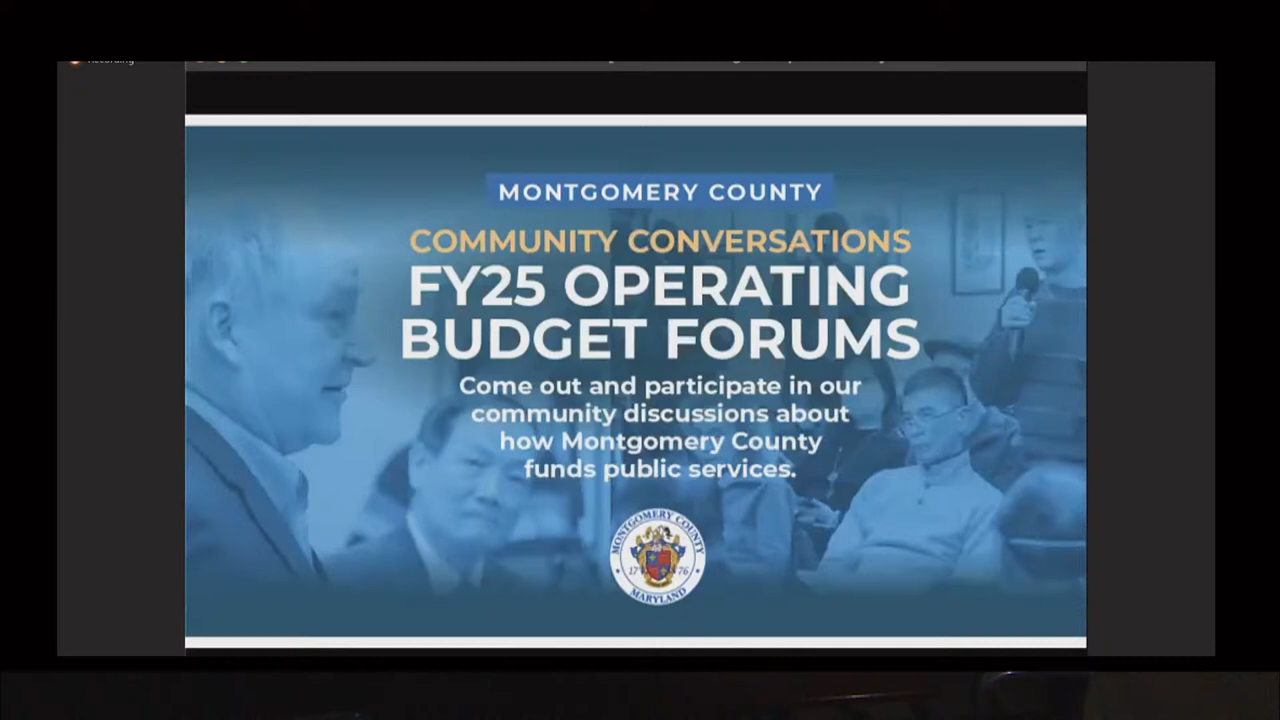 Recording
MONTGOMERY COUNTY
COMMUNITY CONVERSATIONS
FY25 OPERATING
BUDGET FORUMS
Come out and participate in our
community discussions about
how Montgomery County
funds public services.
MONTGOMERY COUNTY
17 76
MARYLAND